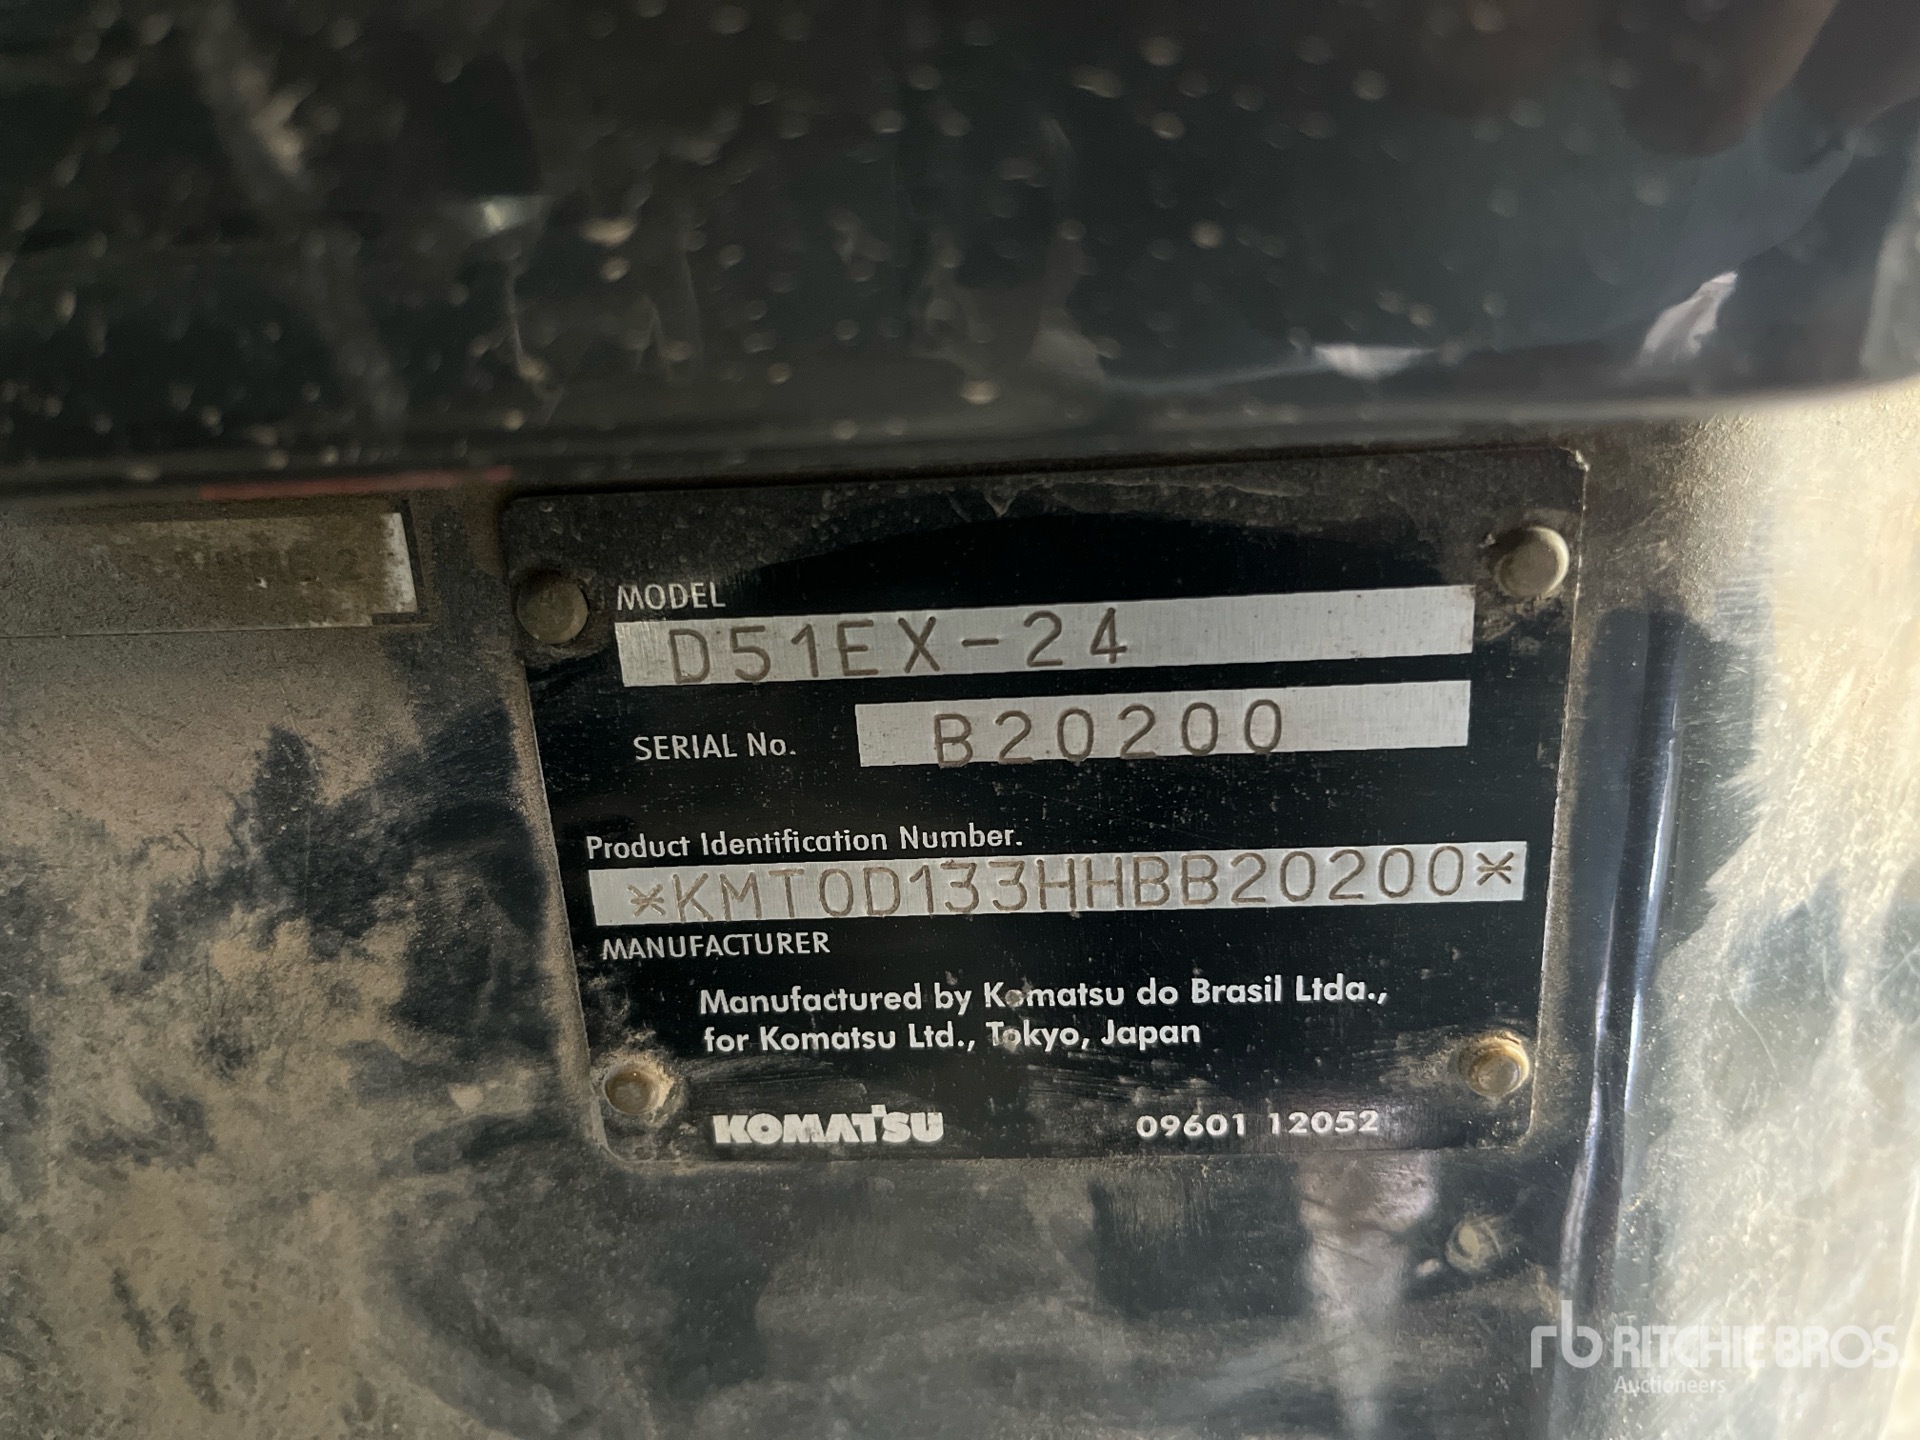 MODEL
D51EX-24
SERIAL No.
B20200
Product Identification Number.
*KMT0D133HHBB20200*
MANUFACTURER
Manufactured by Komatsu do Brasil Ltda.,
for Komatsu Ltd., Tokyo, Japan
KOMATSU
09601 12052
rb RITCHIE BROS.
Auctioneers